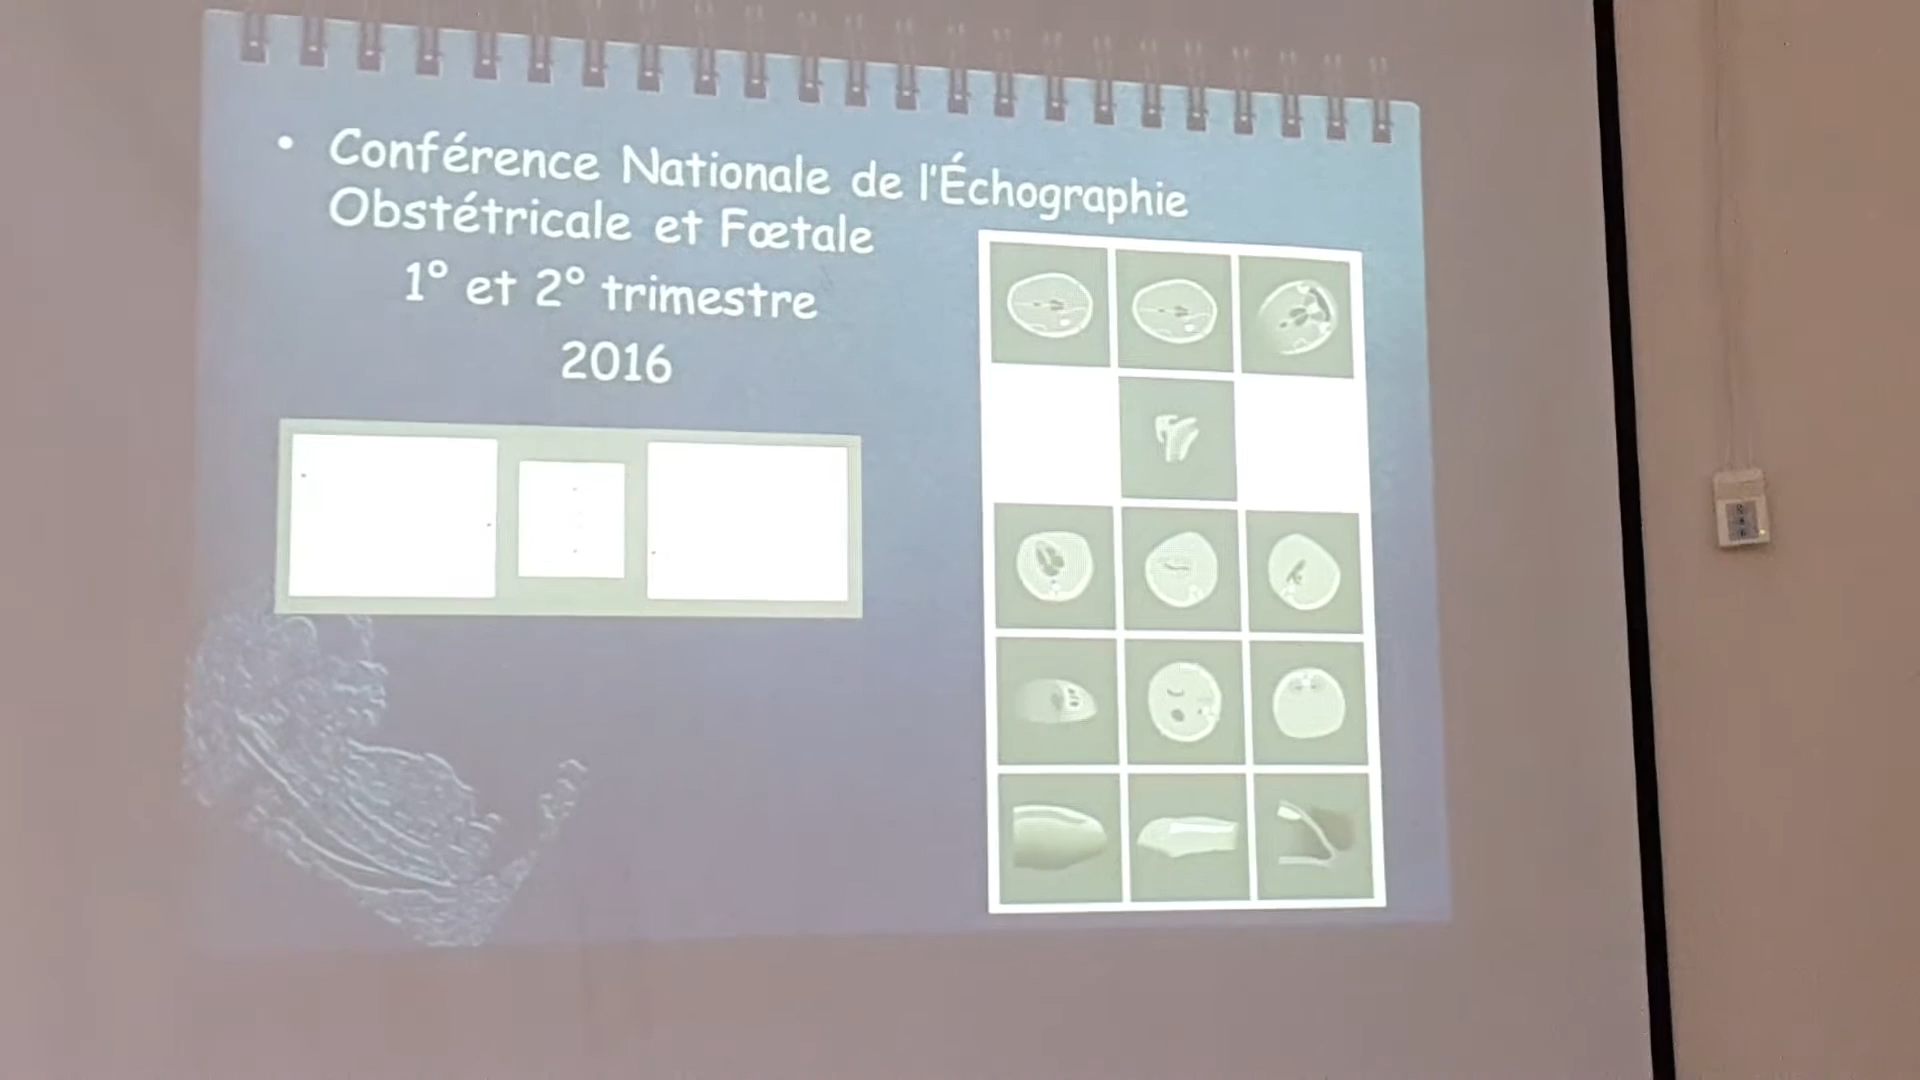 • Conférence Nationale de l'Échographie
Obstétricale et Fœtale
1° et 2° trimestre
2016